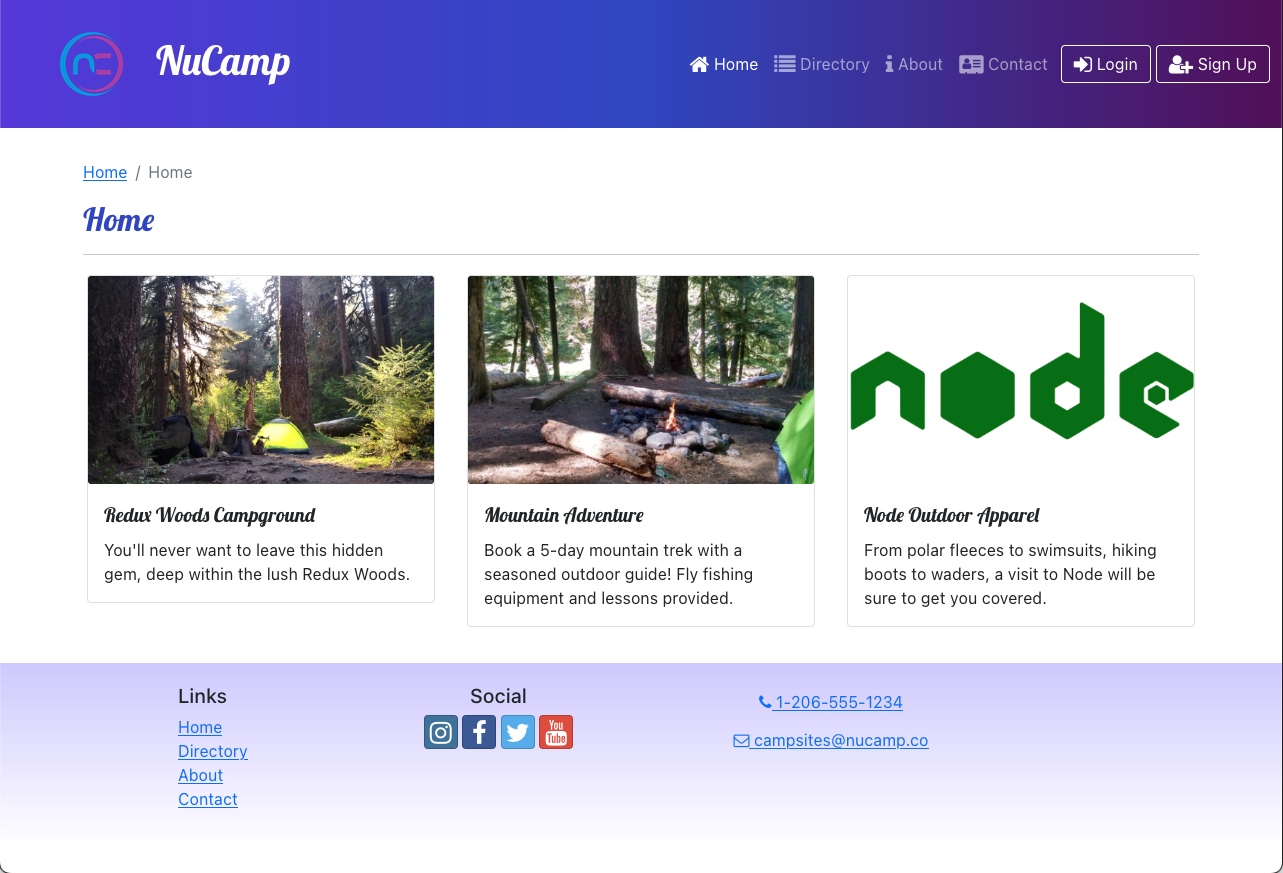 nc
NuCamp
Home Directory About Contact Login Sign Up
Home / Home
Home
node
Redux Woods Campground
You'll never want to leave this hidden
gem, deep within the lush Redux Woods.
Mountain Adventure
Book a 5-day mountain trek with a
seasoned outdoor guide! Fly fishing
equipment and lessons provided.
Node Outdoor Apparel
From polar fleeces to swimsuits, hiking
boots to waders, a visit to Node will be
sure to get you covered.
Links
Home
Directory
About
Contact
Social
f
You
Tube
1-206-555-1234
campsites@nucamp.co